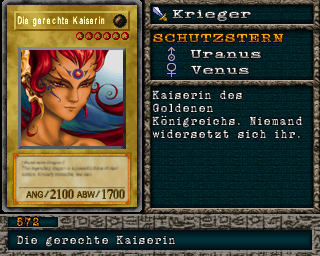 Die gerechte Kaiserin
ANG/2100 ABW/1700
Krieger
SCHUTZSTERN
Uranus
Venus
Kaiserin des
Goldenen
Königreichs. Niemand
widersetzt sich ihr.
572
Die gerechte Kaiserin